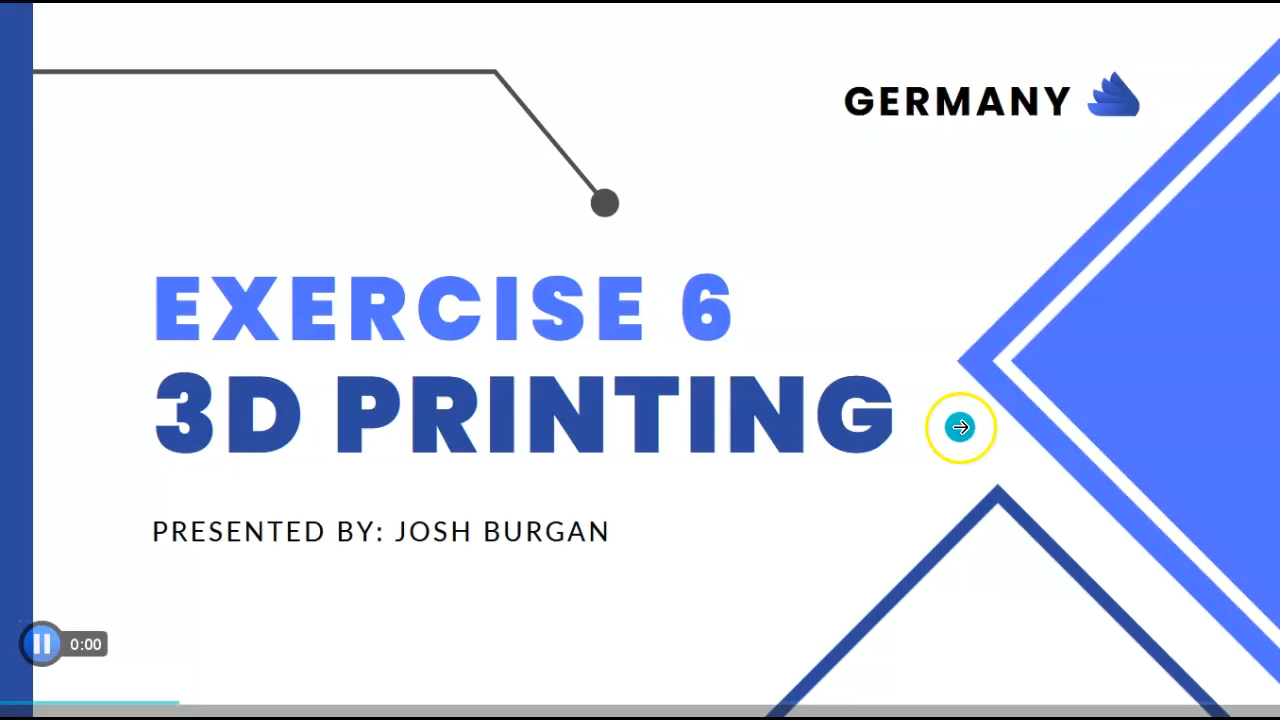 GERMANY
EXERCISE 6
3D PRINTING
PRESENTED BY: JOSH BURGAN
0:00